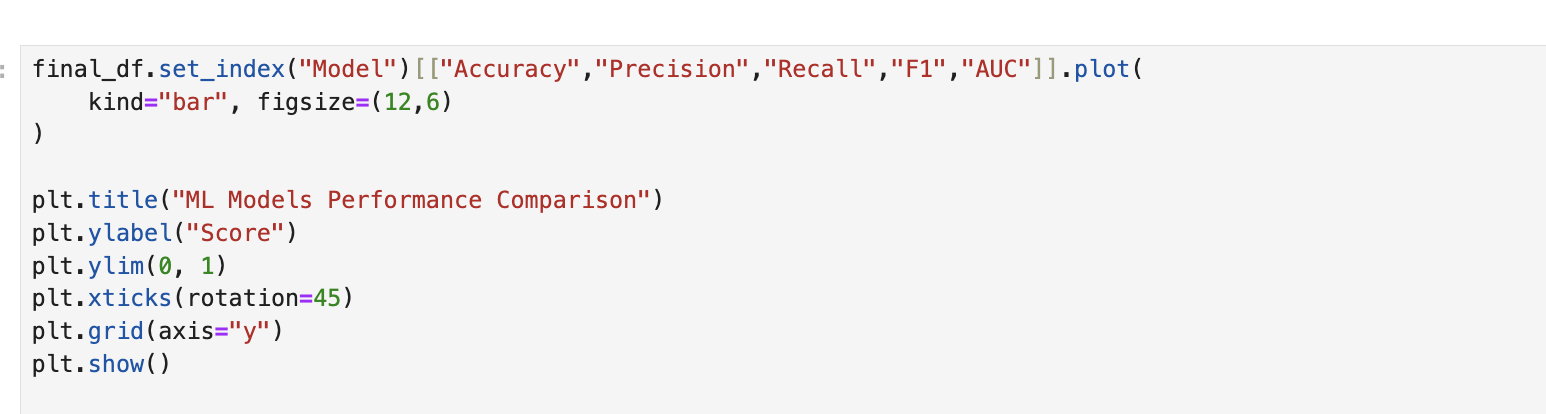 final_df.set_index("Model")[["Accuracy","Precision","Recall","F1","AUC"]].plot(
    kind="bar", figsize=(12,6)
)

plt.title("ML Models Performance Comparison")
plt.ylabel("Score")
plt.ylim(0, 1)
plt.xticks(rotation=45)
plt.grid(axis="y")
plt.show()